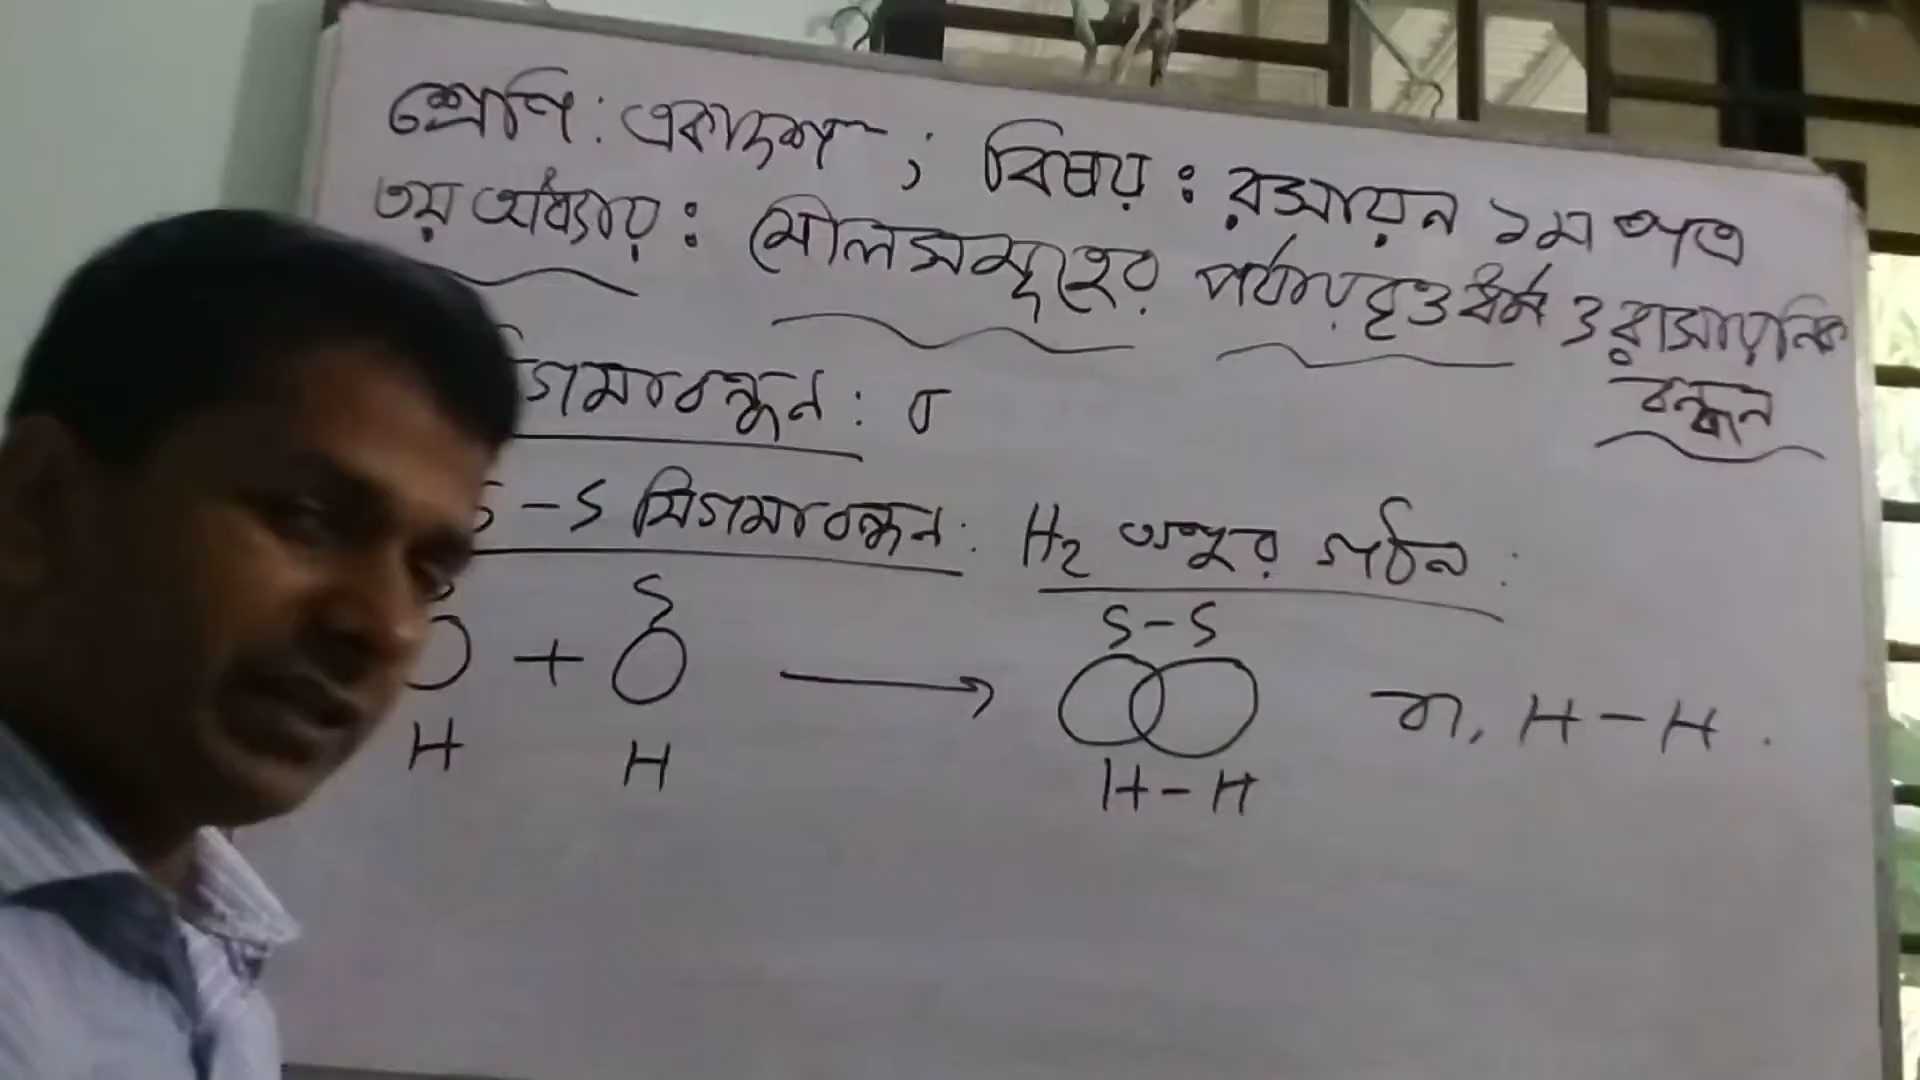 শ্রেণি : একাদশ ; বিষয় : রসায়ন ১ম পত্র
৩য় অধ্যায় : মৌলসমূহের পর্যায়বৃত্ত ধর্ম ও রাসায়নিক
বন্ধন
গমা বন্ধন : σ
S – S সিগমা বন্ধন : H₂ অণুর গঠন :
S S – S
+ → বা, H – H .
H H H – H